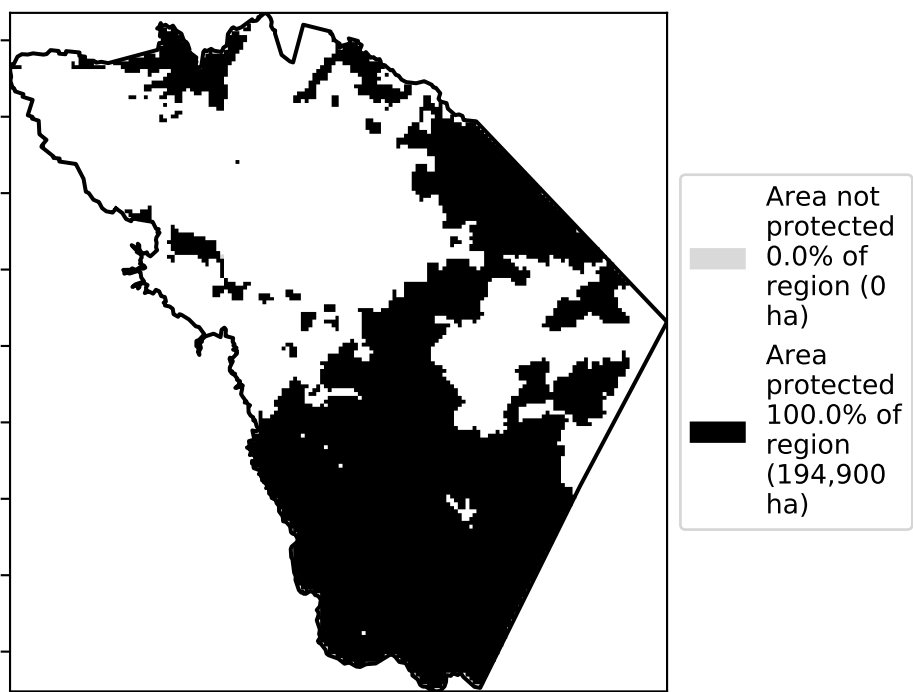 Area not
protected
0.0% of
region (0
ha)
Area
protected
100.0% of
region
(194,900
ha)